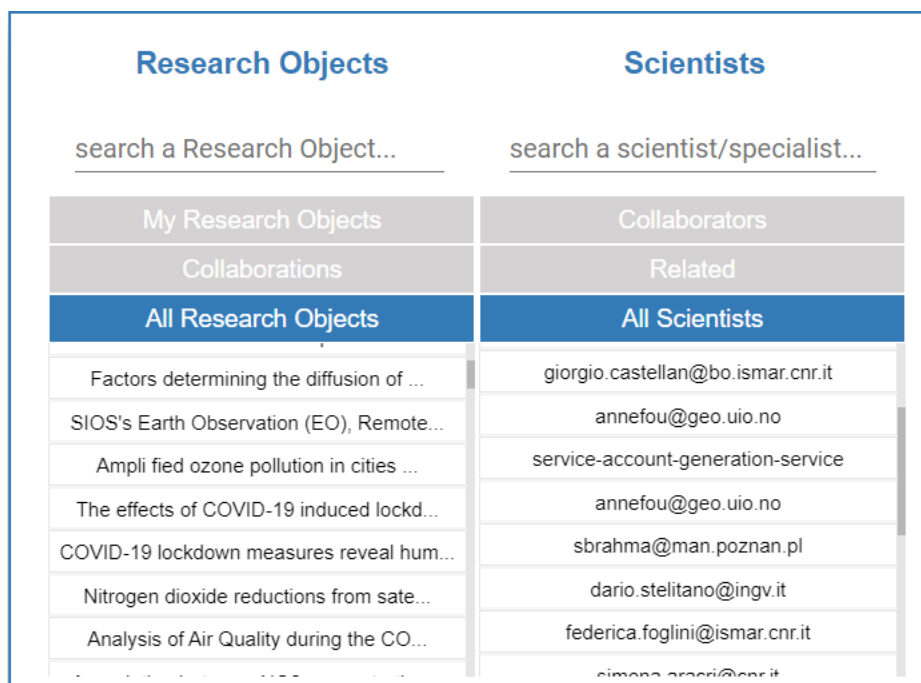 Research Objects
search a Research Object...
My Research Objects
Collaborations
All Research Objects
Factors determining the diffusion of ...
SIOS's Earth Observation (EO), Remote...
Ampli fied ozone pollution in cities ...
The effects of COVID-19 induced lockd...
COVID-19 lockdown measures reveal hum...
Nitrogen dioxide reductions from sate...
Analysis of Air Quality during the CO...
Scientists
search a scientist/specialist...
Collaborators
Related
All Scientists
giorgio.castellan@bo.ismar.cnr.it
annefou@geo.uio.no
service-account-generation-service
annefou@geo.uio.no
sbrahma@man.poznan.pl
dario.stelitano@ingv.it
federica.foglini@ismar.cnr.it
simona.aracri@cnr.it